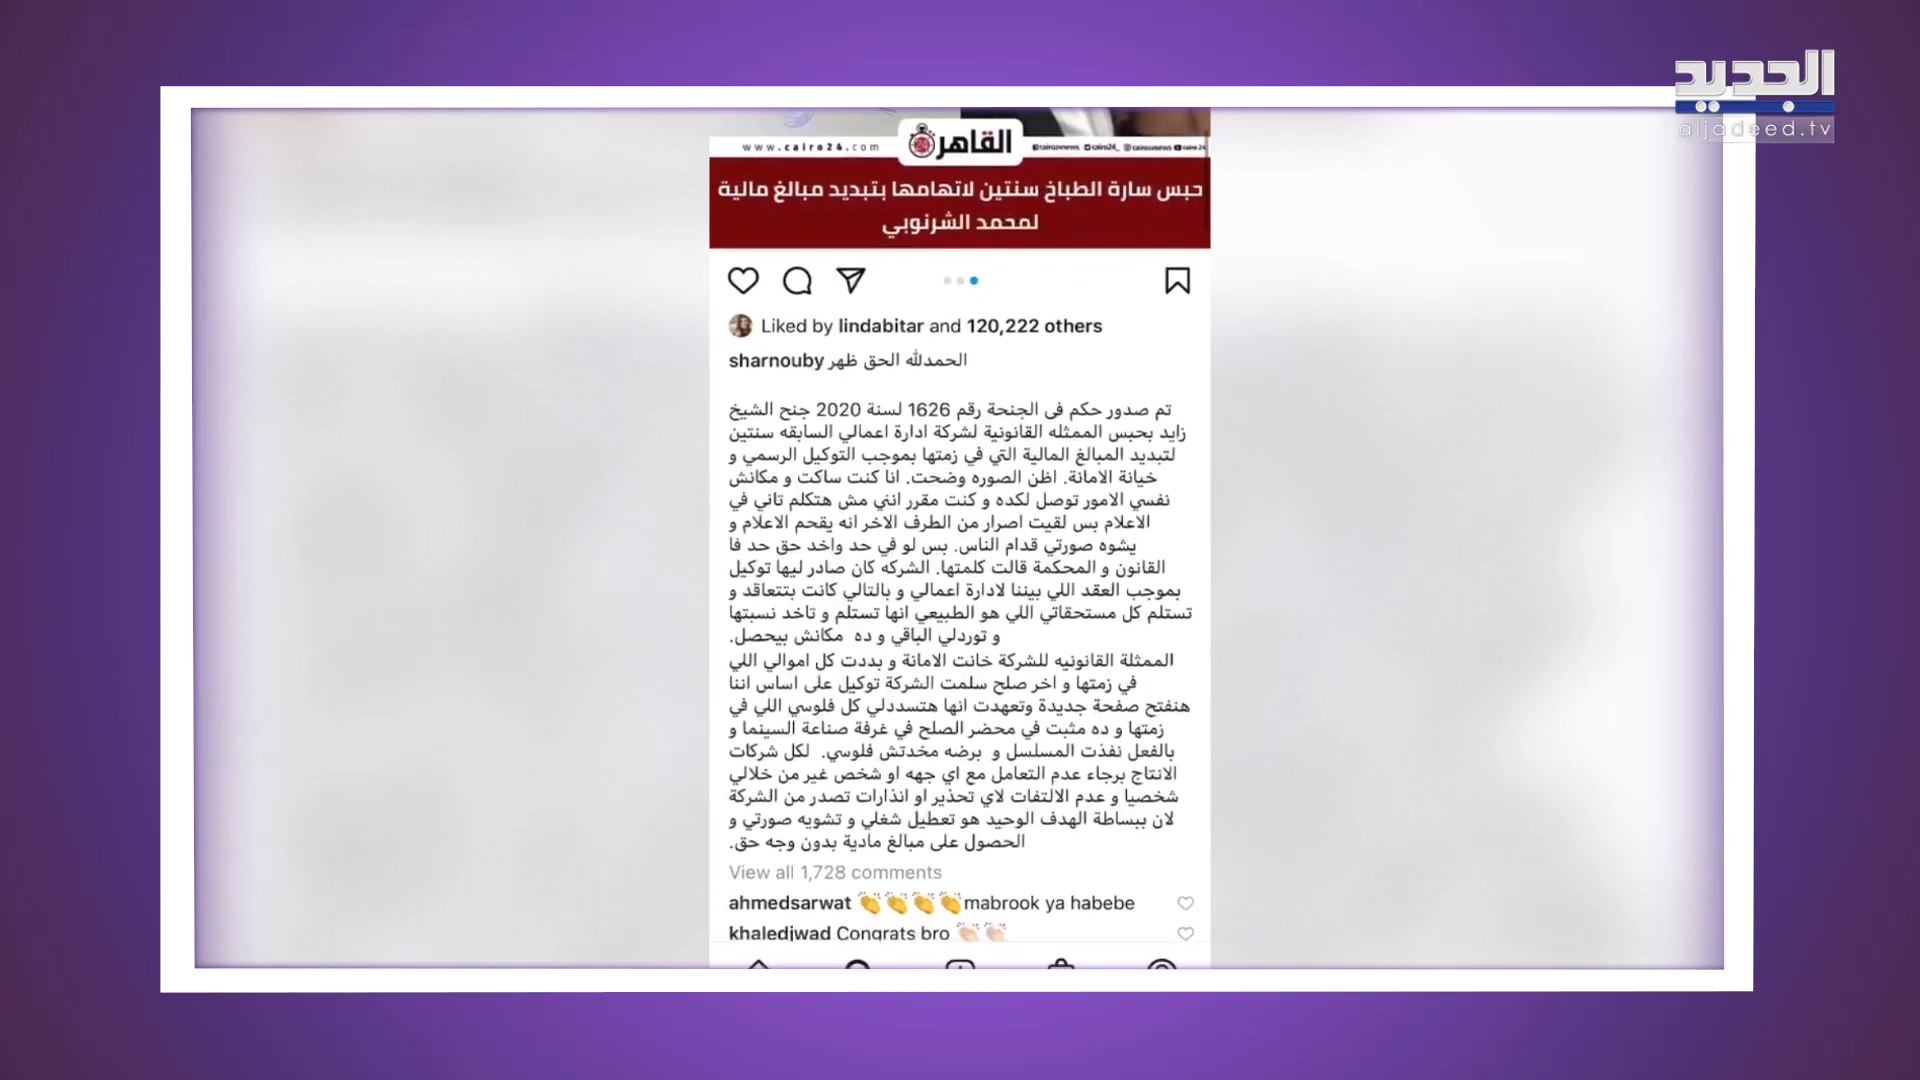 الجديد
aljadeed.tv
www.cairo24.com
القاهرة 24
حبس سارة الطباخ سنتين لاتهامها بتبديد مبالغ مالية
لمحمد الشرنوبي
Liked by lindabitar and 120,222 others
sharnouby الحمدلله الحق ظهر
تم صدور حكم فى الجنحة رقم 1626 لسنة 2020 جنح الشيخ
زايد بحبس الممثله القانونية لشركة ادارة اعمالي السابقه سنتين
لتبديد المبالغ المالية التي في زمتها بموجب التوكيل الرسمي و
خيانة الامانة. اظن الصوره وضحت. انا كنت ساكت و مكانش
نفسي الامور توصل لكده و كنت مقرر انني مش هتكلم تاني في
الاعلام بس لقيت اصرار من الطرف الاخر انه يقحم الاعلام و
يشوه صورتي قدام الناس. بس لو في حد واخد حق حد فا
القانون و المحكمة قالت كلمتها. الشركه كان صادر ليها توكيل
بموجب العقد اللي بيننا لادارة اعمالي و بالتالي كانت بتتعاقد و
تستلم كل مستحقاتي اللي هو الطبيعي انها تستلم و تاخد نسبتها
و توردلي الباقي و ده مكانش بيحصل.
الممثلة القانونيه للشركة خانت الامانة و بددت كل اموالي اللي
في زمتها و اخر صلح سلمت الشركة توكيل على اساس اننا
هنفتح صفحة جديدة وتعهدت انها هتسددلي كل فلوسي اللي في
زمتها و ده مثبت في محضر الصلح في غرفة صناعة السينما و
بالفعل نفذت المسلسل و برضه مخدتش فلوسي. لكل شركات
الانتاج برجاء عدم التعامل مع اي جهه او شخص غير من خلالي
شخصيا و عدم الالتفات لاي تحذير او انذارات تصدر من الشركة
لان ببساطة الهدف الوحيد هو تعطيل شغلي و تشويه صورتي و
الحصول على مبالغ مادية بدون وجه حق.
View all 1,728 comments
ahmedsarwat 👏👏👏👏mabrook ya habebe
khaledjwad Congrats bro 👏🏻👏🏻